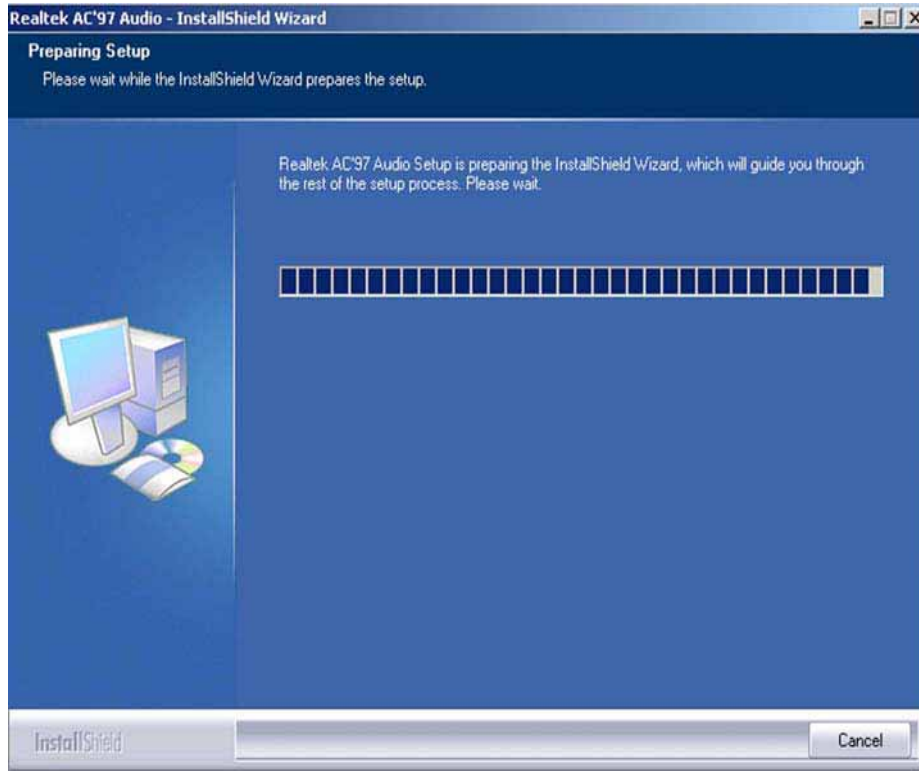 Realtek AC'97 Audio - InstallShield Wizard
Preparing Setup
Please wait while the InstallShield Wizard prepares the setup.
Realtek AC'97 Audio Setup is preparing the InstallShield Wizard, which will guide you through
the rest of the setup process. Please wait.
InstallShield
Cancel